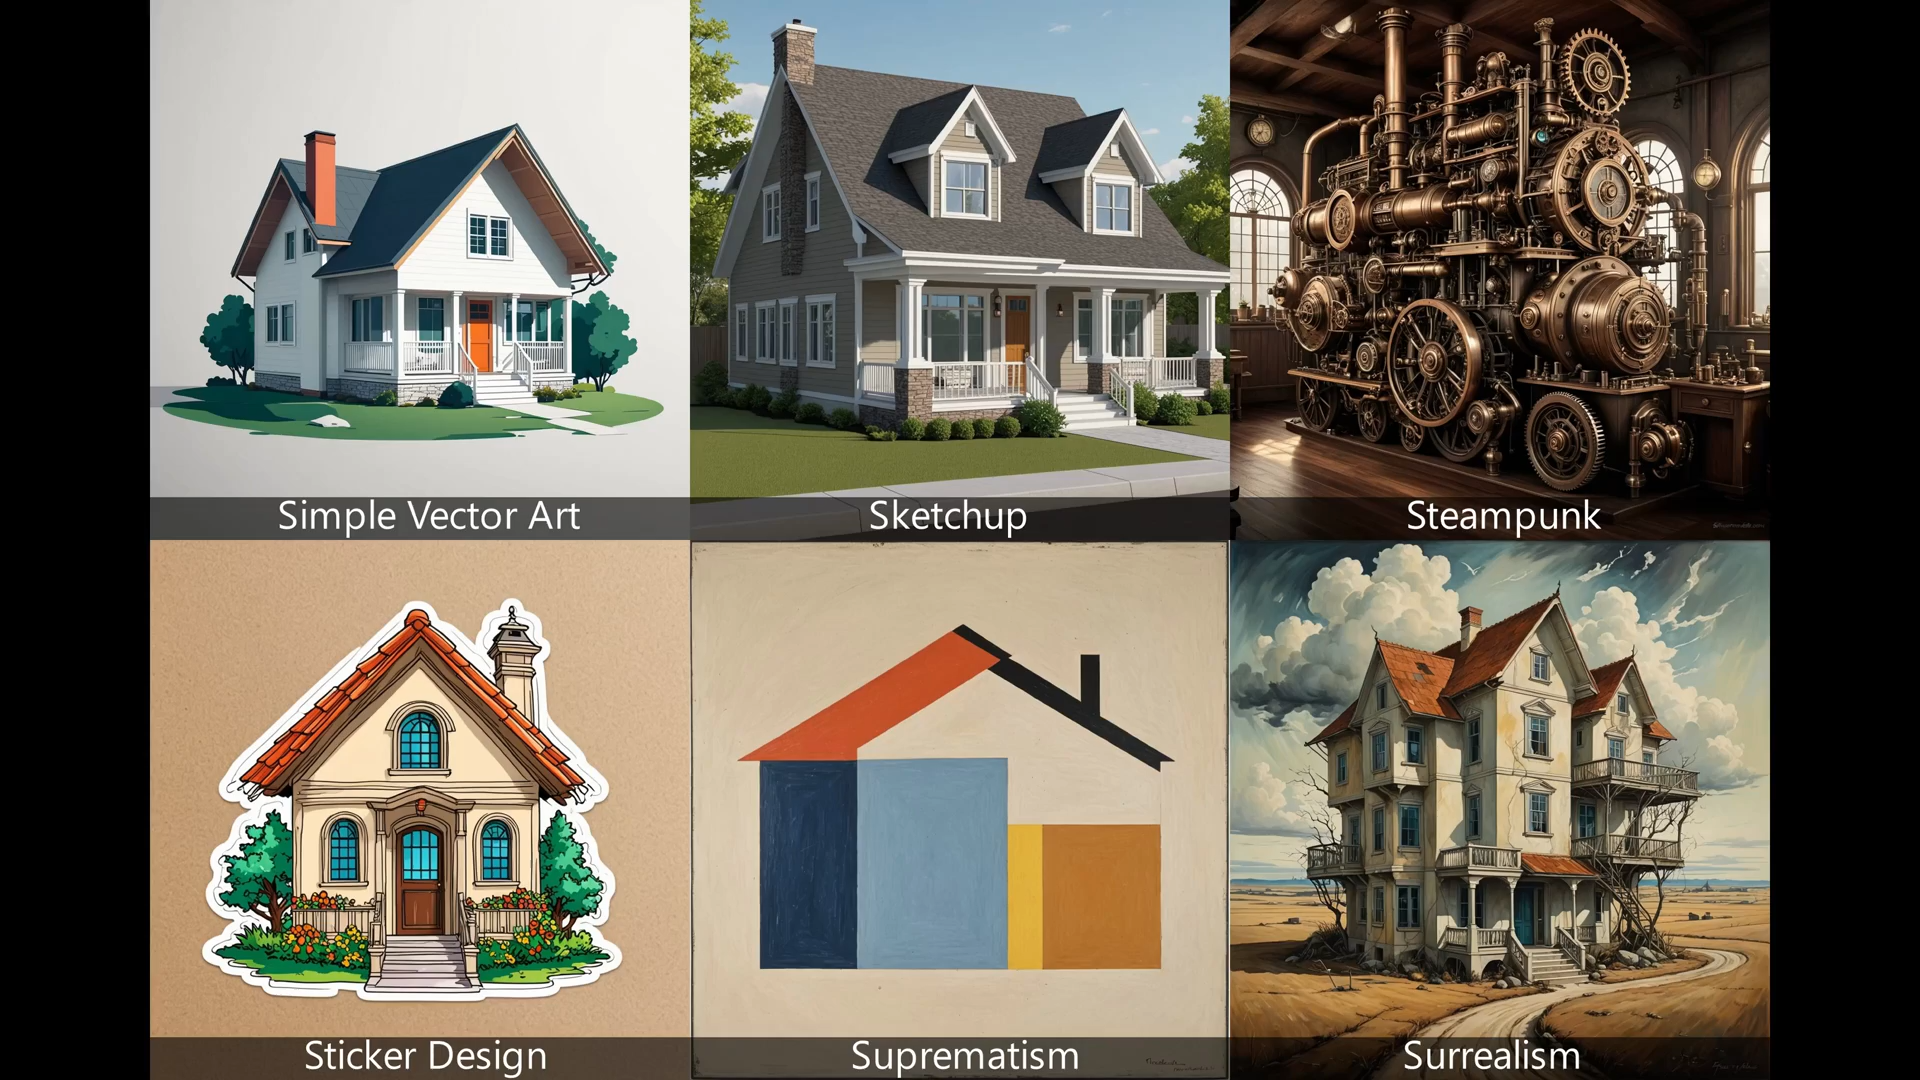 Simple Vector Art
Sketchup
Steampunk
Sticker Design
Suprematism
Surrealism